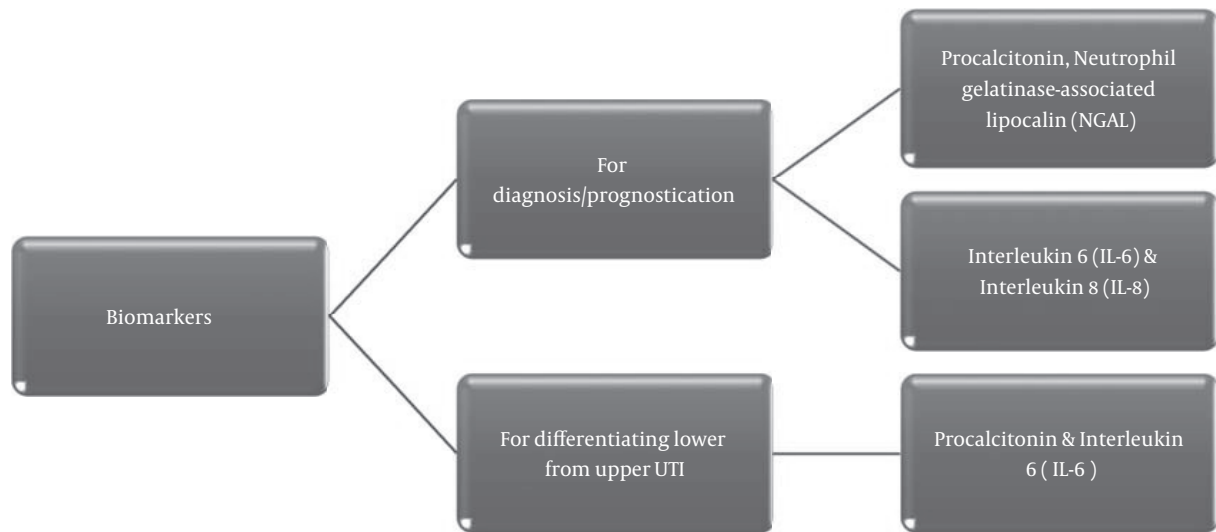 Biomarkers
For
diagnosis/prognostication
For differentiating lower
from upper UTI
Procalcitonin, Neutrophil
gelatinase-associated
lipocalin (NGAL)
Interleukin 6 (IL-6) &
Interleukin 8 (IL-8)
Procalcitonin & Interleukin
6 ( IL-6 )